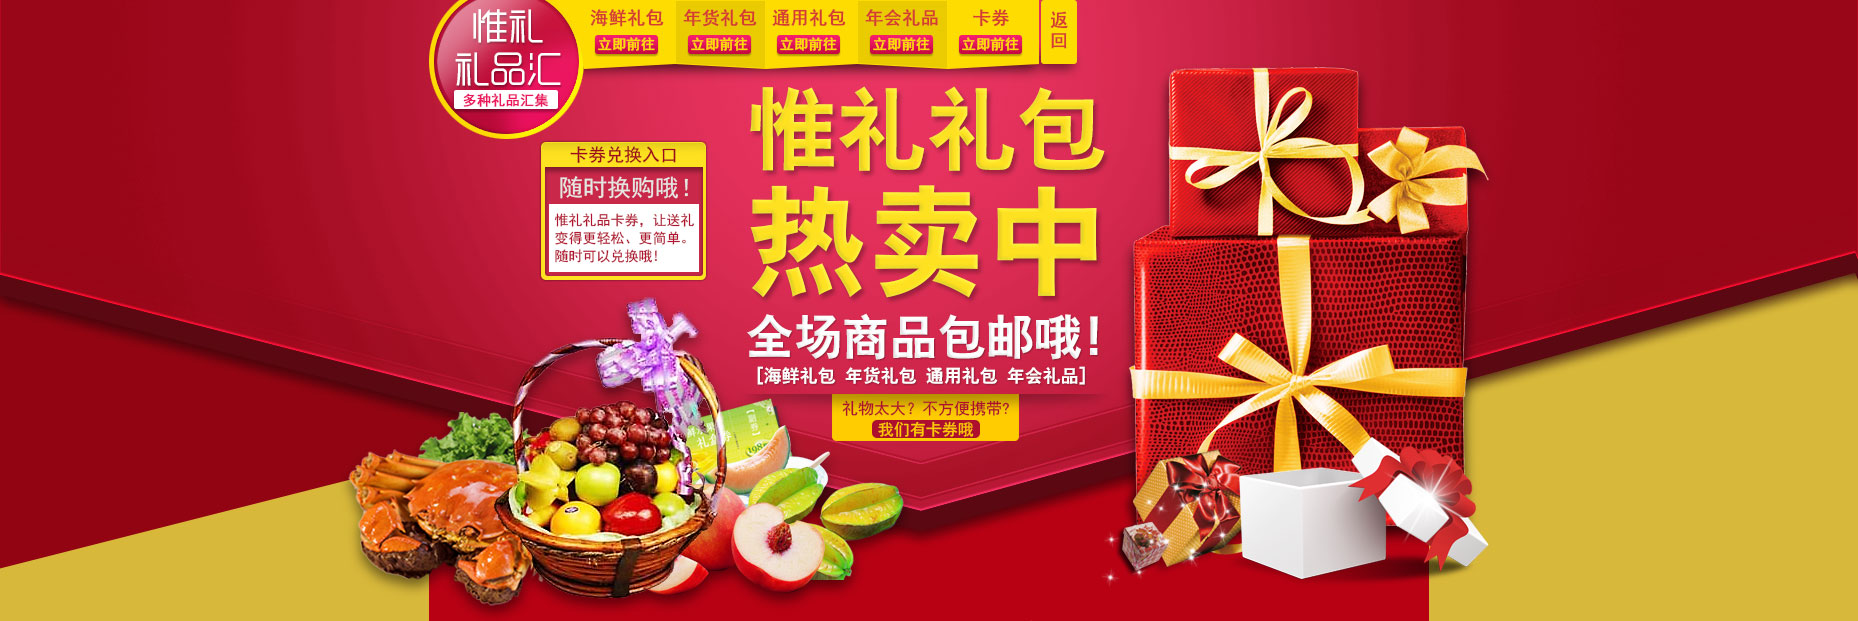 惟礼
礼品汇
多种礼品汇集
海鲜礼包 年货礼包 通用礼包 年会礼品 卡券
立即前往 立即前往 立即前往 立即前往 立即前往
返回
惟礼礼包
热卖中
全场商品包邮哦!
[海鲜礼包 年货礼包 通用礼包 年会礼品]
礼物太大？不方便携带?
我们有卡券哦
卡券兑换入口
随时换购哦!
惟礼礼品卡券，让送礼
变得更轻松、更简单。
随时可以兑换哦!